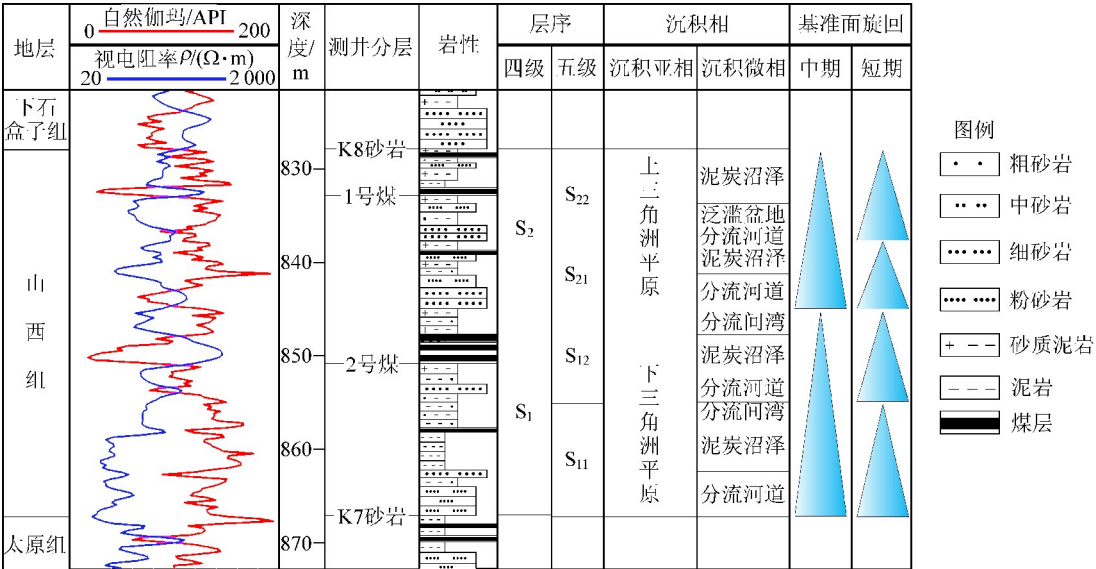 地层
自然伽玛/API
0 200
视电阻率ρ/(Ω·m)
20 2 000
深度/m
测井分层
岩性
层序
四级
五级
沉积相
沉积亚相
沉积微相
基准面旋回
中期
短期
下石盒子组
山西组
太原组
830
840
850
860
870
K8砂岩
1号煤
2号煤
K7砂岩
S2
S1
S22
S21
S12
S11
上三角洲平原
下三角洲平原
泥炭沼泽
泛滥盆地
分流河道
泥炭沼泽
分流河道
分流间湾
泥炭沼泽
分流河道
分流间湾
泥炭沼泽
分流河道
图例
粗砂岩
中砂岩
细砂岩
粉砂岩
砂质泥岩
泥岩
煤层